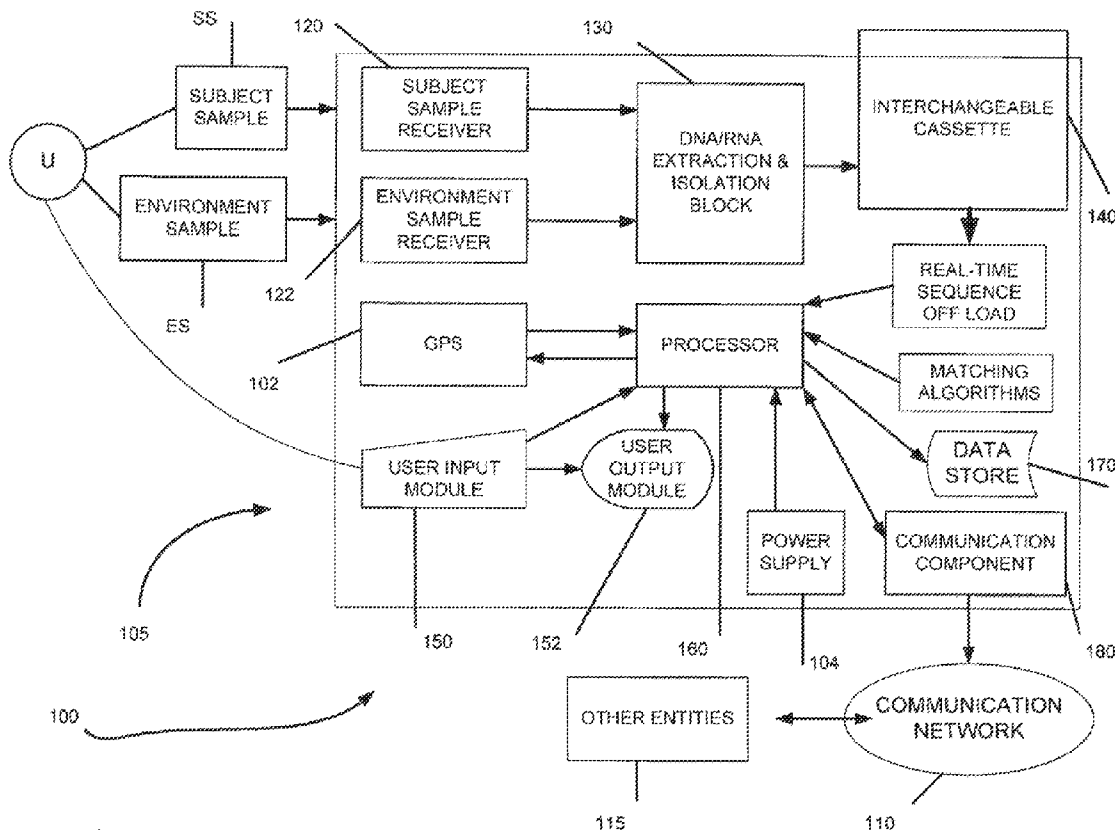 SS
120
130
SUBJECT
SAMPLE
SUBJECT
SAMPLE
RECEIVER
DNA/RNA
EXTRACTION &
ISOLATION
BLOCK
INTERCHANGEABLE
CASSETTE
U
ENVIRONMENT
SAMPLE
ENVIRONMENT
SAMPLE
RECEIVER
140
122
ES
REAL-TIME
SEQUENCE
OFF LOAD
102
GPS
PROCESSOR
MATCHING
ALGORITHMS
USER INPUT
MODULE
USER
OUTPUT
MODULE
DATA
STORE
170
POWER
SUPPLY
COMMUNICATION
COMPONENT
105
150
152
160
104
180
100
OTHER ENTITIES
COMMUNICATION
NETWORK
115
110